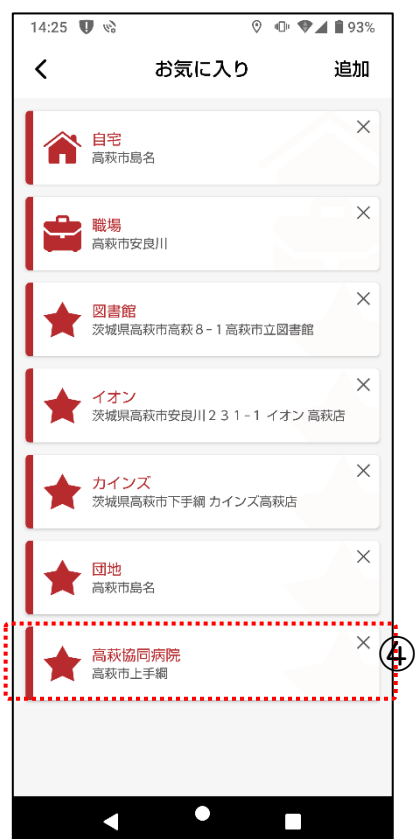 14:25 93%
お気に入り 追加
自宅
高萩市島名
職場
高萩市安良川
図書館
茨城県高萩市高萩８−１高萩市立図書館
イオン
茨城県高萩市安良川２３１−１ イオン 高萩店
カインズ
茨城県高萩市下手綱 カインズ高萩店
団地
高萩市島名
高萩協同病院
高萩市上手綱
④